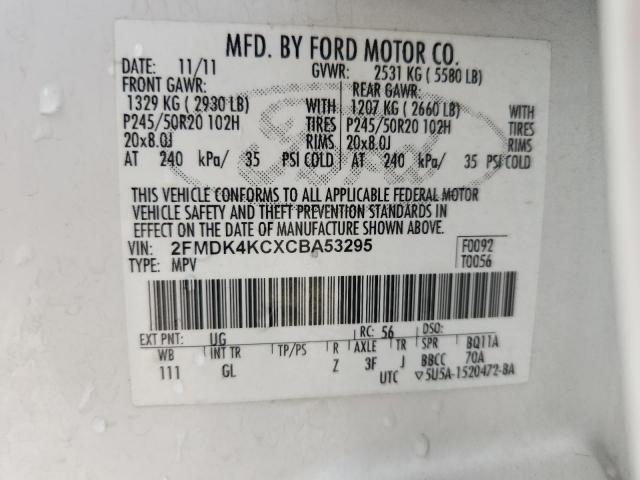 MFD. BY FORD MOTOR CO.
DATE: 11/11 GVWR: 2531 KG ( 5580 LB)
FRONT GAWR: REAR GAWR:
1329 KG ( 2930 LB) WITH 1207 KG ( 2660 LB) WITH
P245/50R20 102H TIRES P245/50R20 102H TIRES
20x8.0J RIMS 20x8.0J RIMS
AT 240 kPa/ 35 PSI COLD AT 240 kPa/ 35 PSI COLD
THIS VEHICLE CONFORMS TO ALL APPLICABLE FEDERAL MOTOR
VEHICLE SAFETY AND THEFT PREVENTION STANDARDS IN
EFFECT ON THE DATE OF MANUFACTURE SHOWN ABOVE.
VIN: 2FMDK4KCXCBA53295 F0092
TYPE: MPV T0056
EXT PNT: UG RC: 56 DSO:
WB INT TR TP/PS R AXLE TR SPR BQ11A
111 GL Z 3F J BBCC 70A
UTC ▽5U5A-1520472-BA